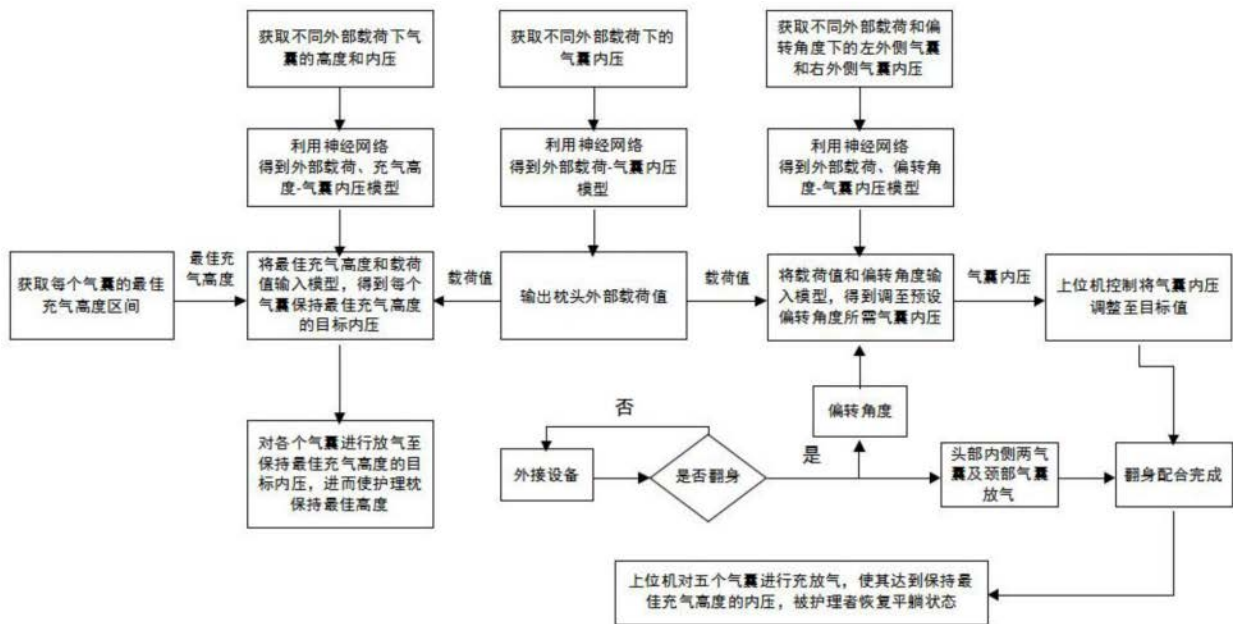 获取不同外部载荷下气
囊的高度和内压
获取不同外部载荷下的
气囊内压
获取不同外部载荷和偏
转角度下的左外侧气囊
和右外侧气囊内压
利用神经网络
得到外部载荷、充气高
度-气囊内压模型
利用神经网络
得到外部载荷-气囊内压
模型
利用神经网络
得到外部载荷、偏转角
度-气囊内压模型
获取每个气囊的最佳
充气高度区间
最佳充
气高度
将最佳充气高度和载荷
值输入模型，得到每个
气囊保持最佳充气高度
的目标内压
载荷值
输出枕头外部载荷值
载荷值
将载荷值和偏转角度输
入模型，得到调至预设
偏转角度所需气囊内压
气囊内压
上位机控制将气囊内压
调整至目标值
对各个气囊进行放气至
保持最佳充气高度的目
标内压，进而使护理枕
保持最佳高度
否
外接设备
是否翻身
是
偏转角度
头部内侧两气
囊及颈部气囊
放气
翻身配合完成
上位机对五个气囊进行充放气，使其达到保持最
佳充气高度的内压，被护理者恢复平躺状态